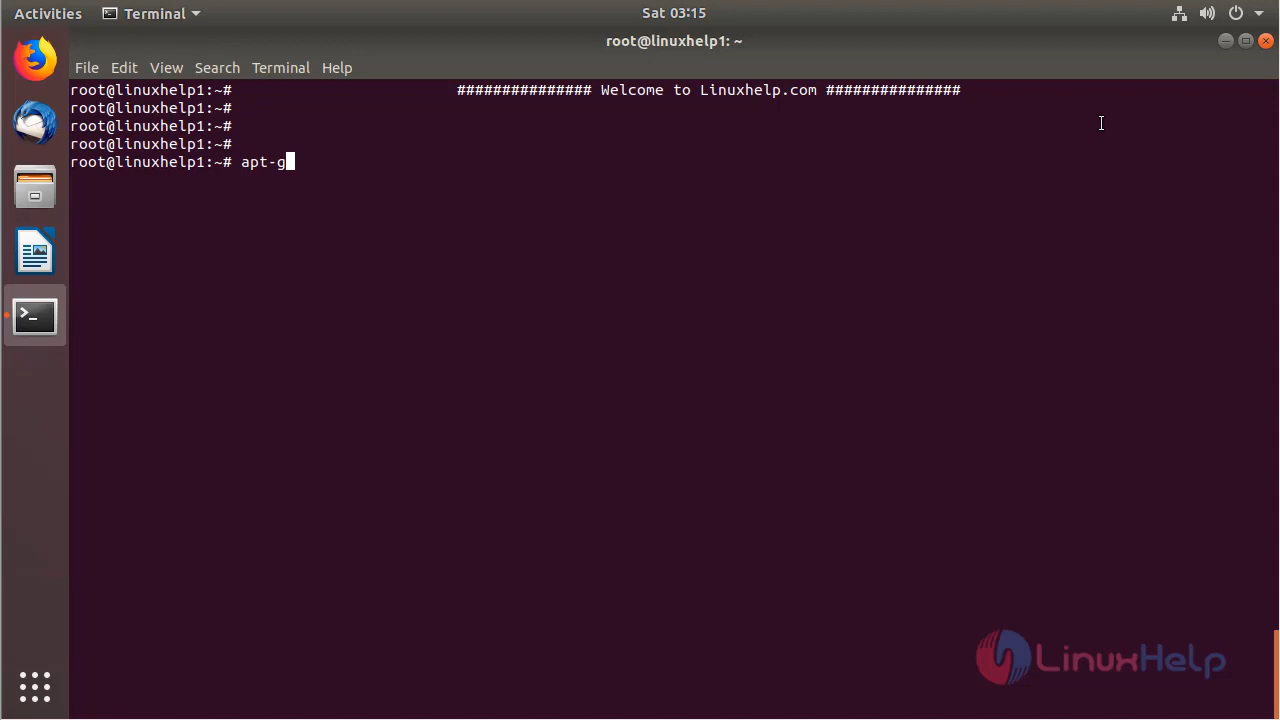 Activities Terminal Sat 03:15
root@linuxhelp1: ~
File Edit View Search Terminal Help
root@linuxhelp1:~# ############### Welcome to Linuxhelp.com ###############
root@linuxhelp1:~#
root@linuxhelp1:~#
root@linuxhelp1:~#
root@linuxhelp1:~# apt-g
LinuxHelp